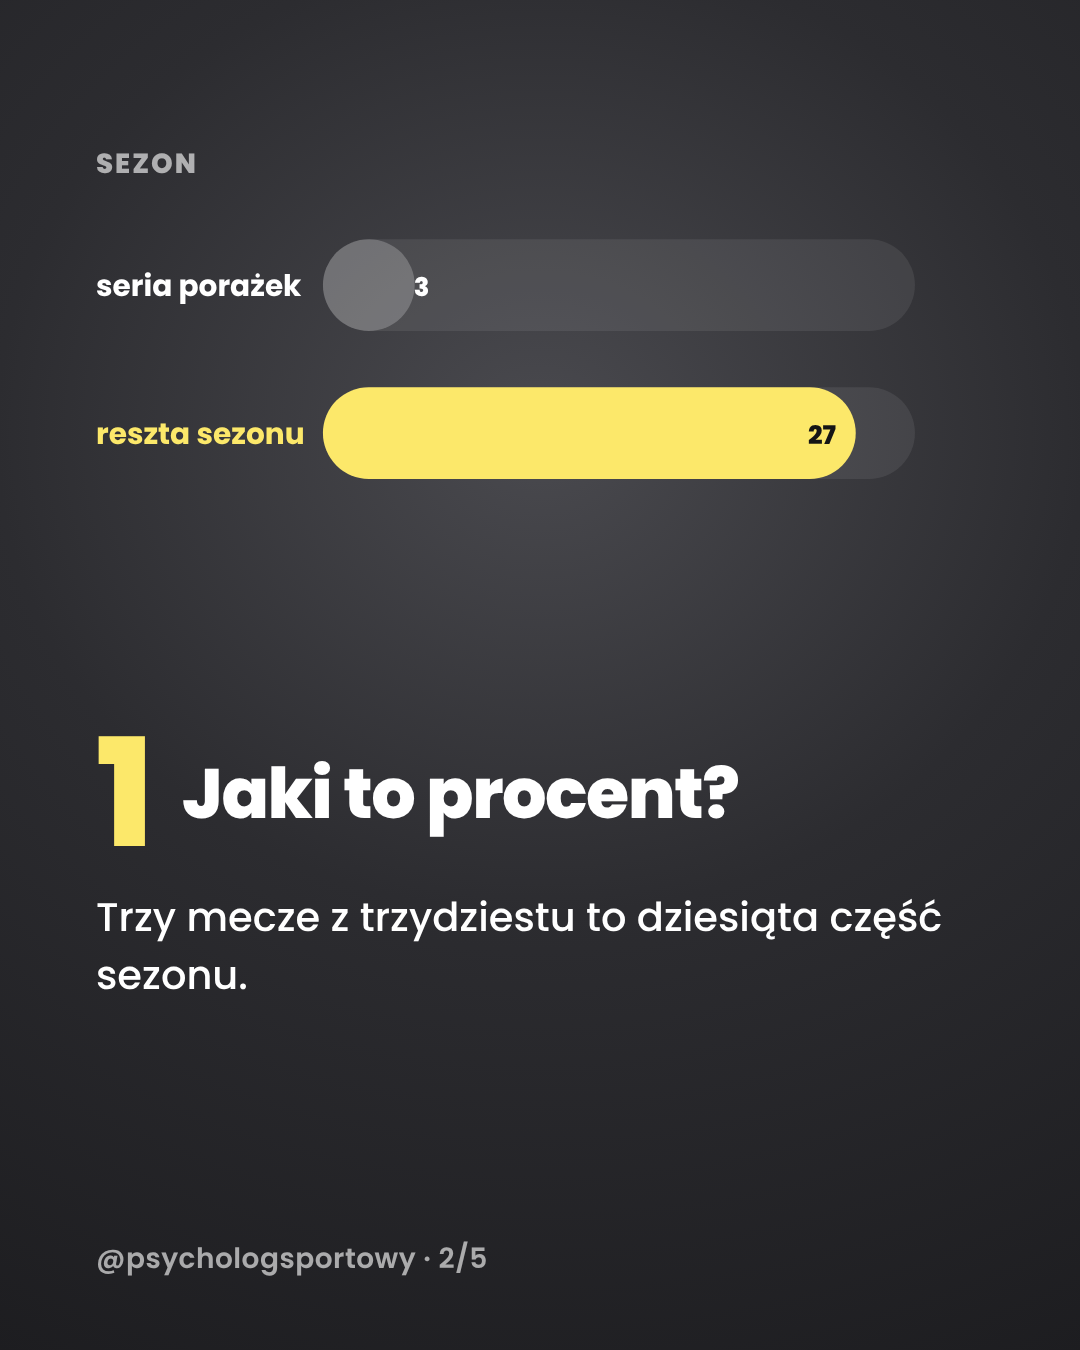 SEZON
seria porażek 3
reszta sezonu 27
1 Jaki to procent?
Trzy mecze z trzydziestu to dziesiąta część
sezonu.
@psychologsportowy · 2/5